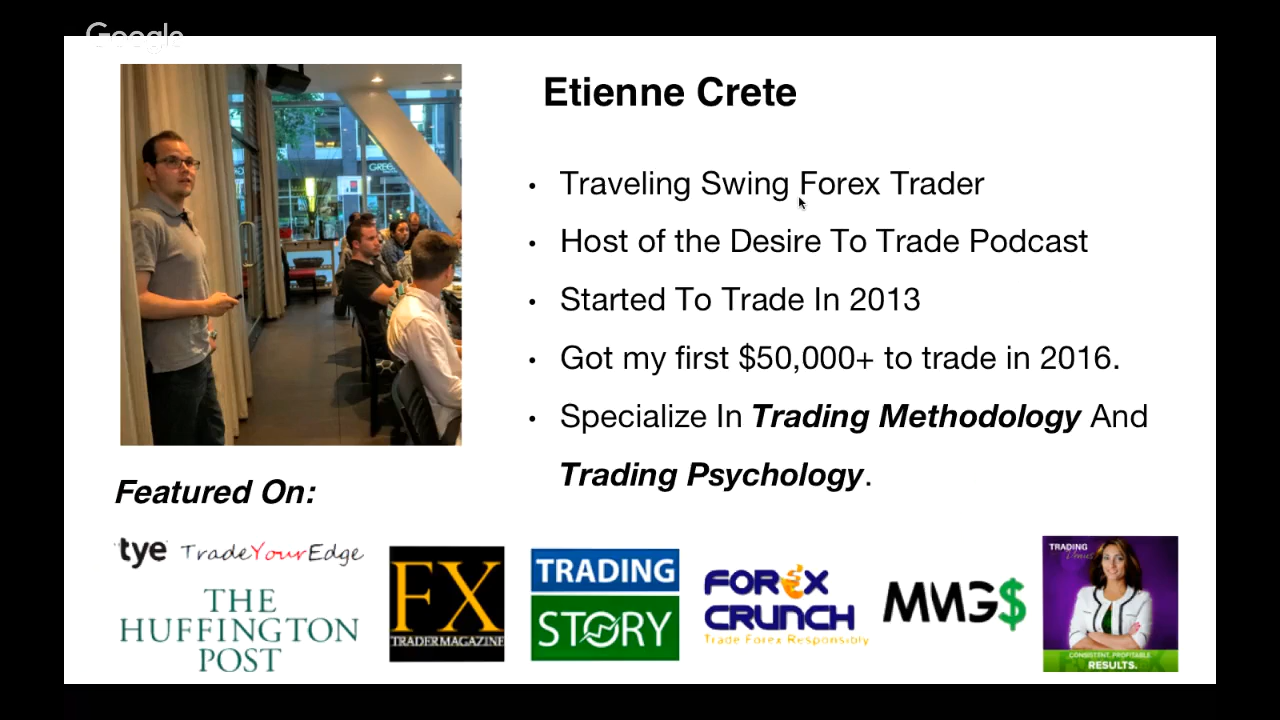 Google
Etienne Crete
• Traveling Swing Forex Trader
• Host of the Desire To Trade Podcast
• Started To Trade In 2013
• Got my first $50,000+ to trade in 2016.
• Specialize In Trading Methodology And
Trading Psychology.
Featured On:
tye TradeYourEdge
THE
HUFFINGTON
POST
FX
TRADERMAGAZINE
TRADING
STORY
FOREX
CRUNCH
Trade Forex Responsibly
MMG$
TRADING
CONSISTENT. PROFITABLE.
RESULTS.